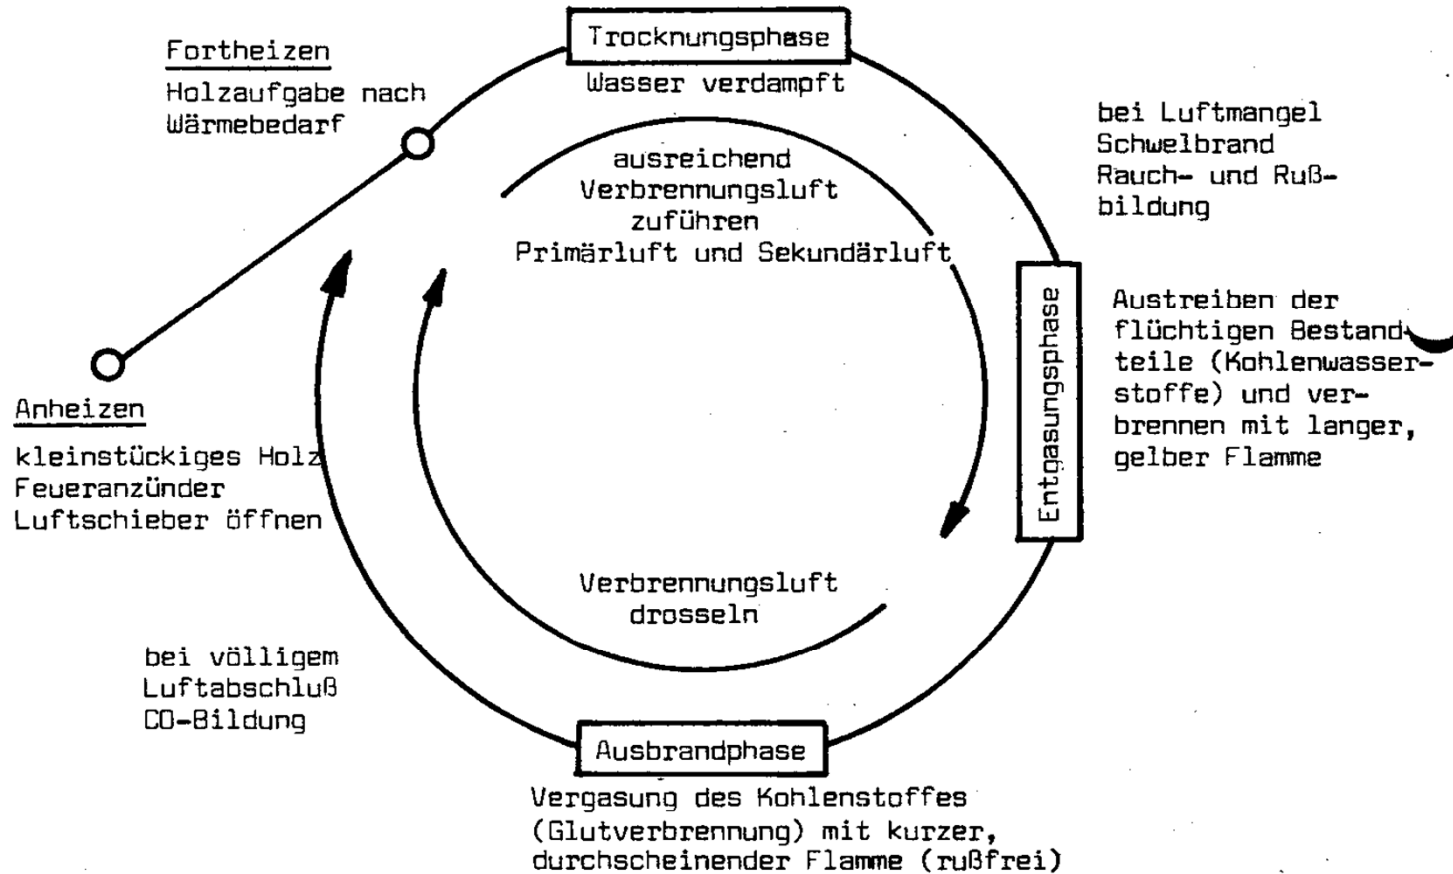 Trocknungsphase
Wasser verdampft
Fortheizen
Holzaufgabe nach
Wärmebedarf
ausreichend
Verbrennungsluft
zuführen
Primärluft und Sekundärluft
bei Luftmangel
Schwelbrand
Rauch- und Ruß-
bildung
Entgasungsphase
Austreiben der
flüchtigen Bestand-
teile (Kohlenwasser-
stoffe) und ver-
brennen mit langer,
gelber Flamme
Anheizen
kleinstückiges Holz
Feueranzünder
Luftschieber öffnen
Verbrennungsluft
drosseln
bei völligem
Luftabschluß
CO-Bildung
Ausbrandphase
Vergasung des Kohlenstoffes
(Glutverbrennung) mit kurzer,
durchscheinender Flamme (rußfrei)